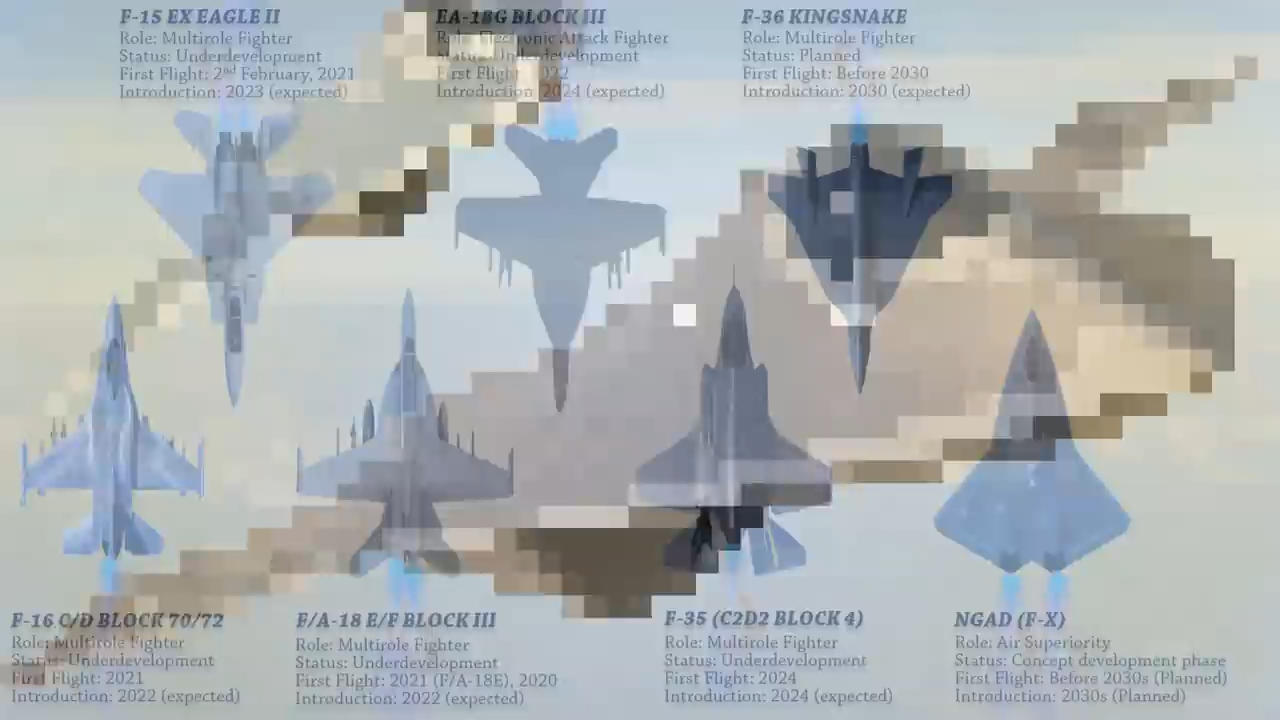 F-15 EX EAGLE II
Role: Multirole Fighter
Status: Underdevelopment
First Flight: 2nd February, 2021
Introduction: 2023 (expected)
EA-18G BLOCK III
Role: Electronic Attack Fighter
Status: Underdevelopment
First Flight: 2022
Introduction: 2024 (expected)
F-36 KINGSNAKE
Role: Multirole Fighter
Status: Planned
First Flight: Before 2030
Introduction: 2030 (expected)
F-16 C/D BLOCK 70/72
Role: Multirole Fighter
Status: Underdevelopment
First Flight: 2021
Introduction: 2022 (expected)
F/A-18 E/F BLOCK III
Role: Multirole Fighter
Status: Underdevelopment
First Flight: 2021 (F/A-18E), 2020
Introduction: 2022 (expected)
F-35 (C2D2 BLOCK 4)
Role: Multirole Fighter
Status: Underdevelopment
First Flight: 2024
Introduction: 2024 (expected)
NGAD (F-X)
Role: Air Superiority
Status: Concept development phase
First Flight: Before 2030s (Planned)
Introduction: 2030s (Planned)